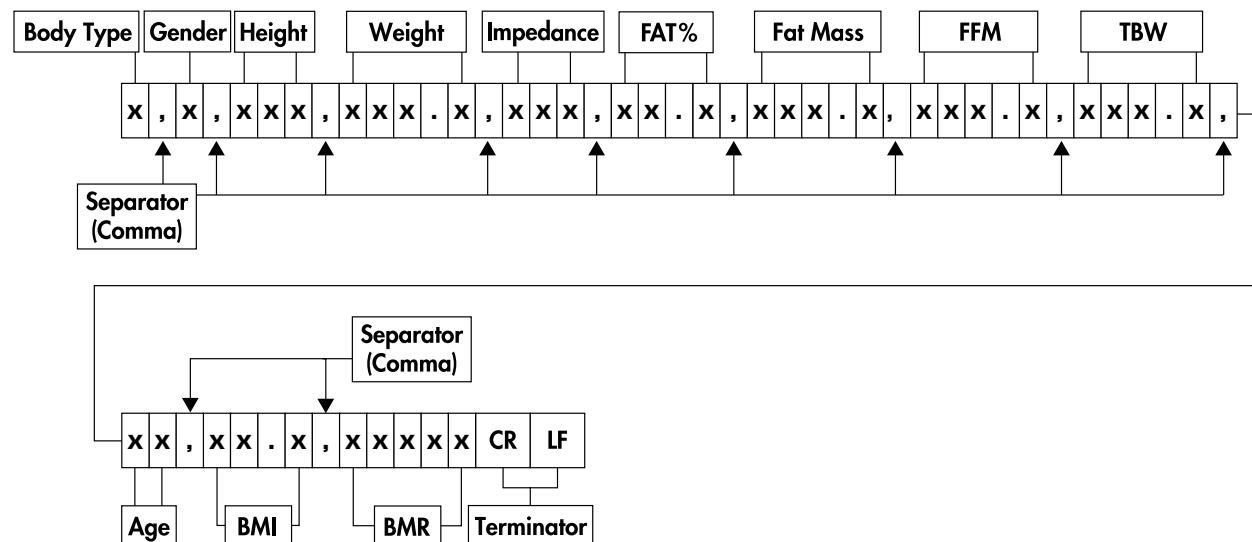 Body Type Gender Height Weight Impedance FAT% Fat Mass FFM TBW
x , x , x x x , x x x . x , x x x , x x . x , x x x . x , x x x . x , x x x . x ,
Separator
(Comma)
Separator
(Comma)
x x , x x . x , x x x x x CR LF
Age BMI BMR Terminator